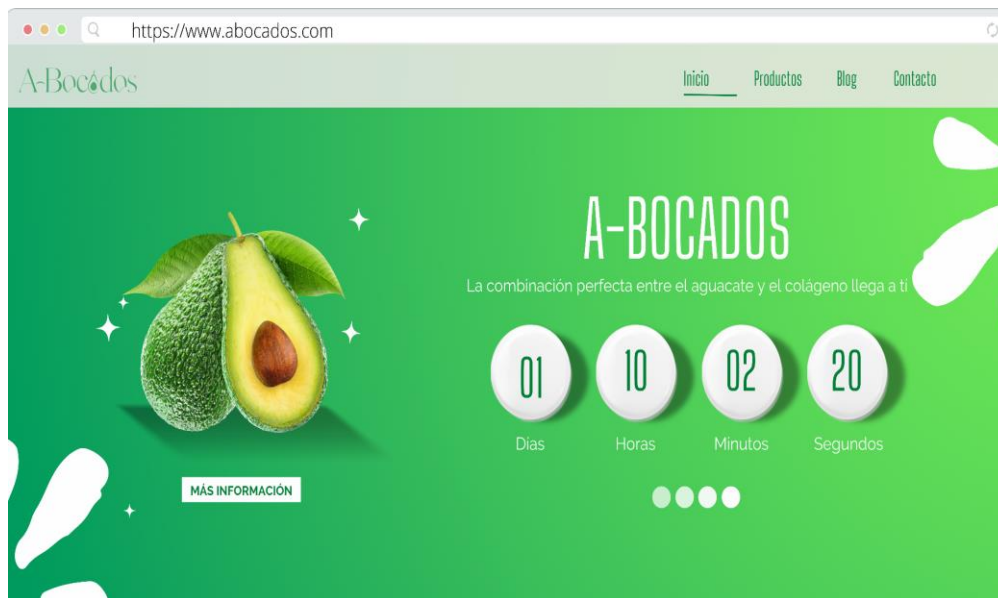 https://www.abocados.com
A-Bocados
Inicio Productos Blog Contacto
A-BOCADOS
La combinación perfecta entre el aguacate y el colágeno llega a ti
01 10 02 20
Días Horas Minutos Segundos
MÁS INFORMACIÓN